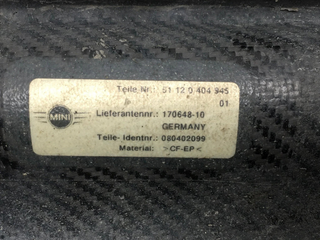 Teile-Nr.: 51 12 0 404 945
01
Lieferantennr.: 170648-10
GERMANY
MINI
Teile- Identnr.: 080402099
Material: >CF-EP<